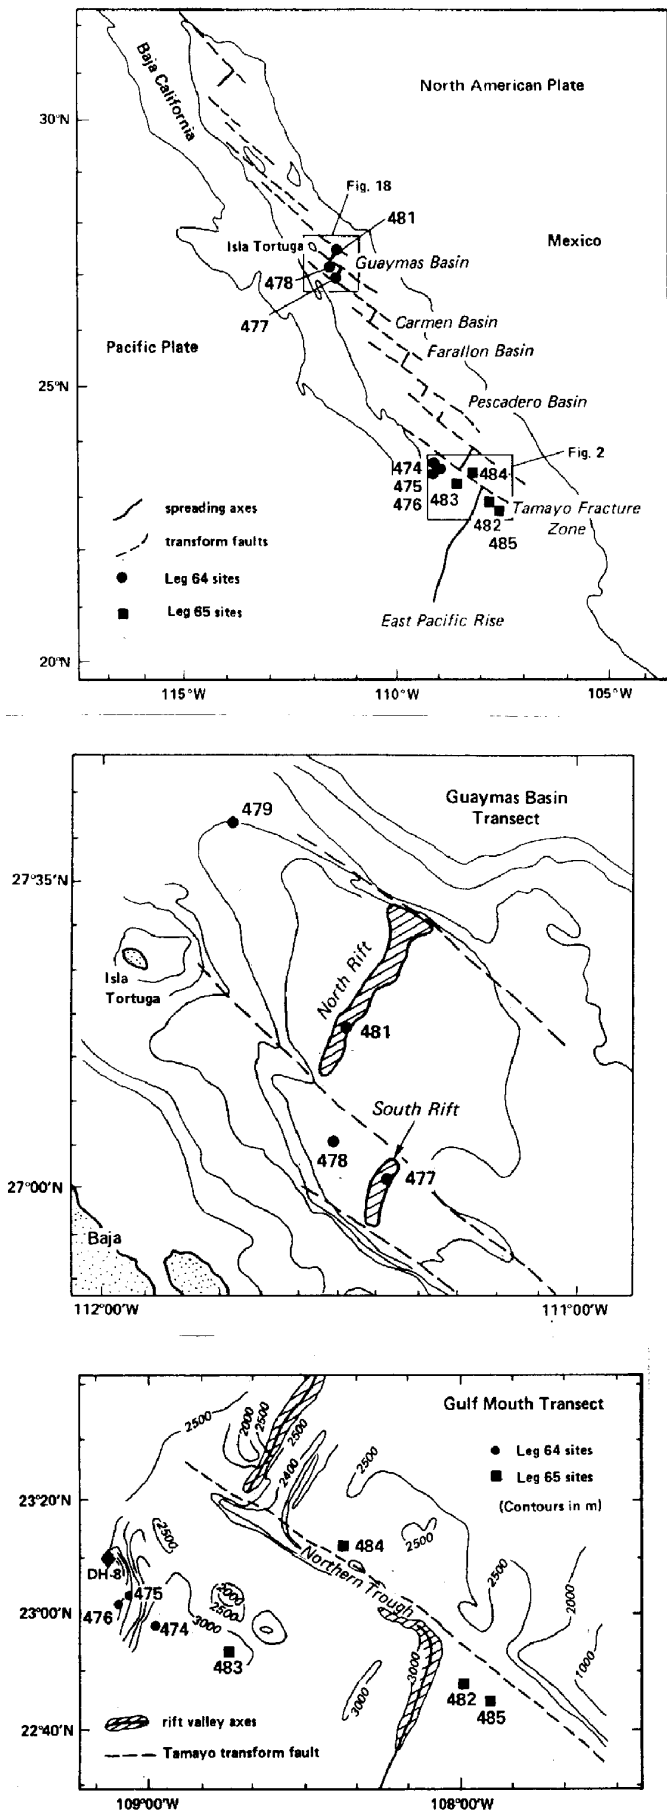 Baja California
North American Plate
30°N
Fig. 18
481
Isla Tortuga
Mexico
Guaymas Basin
478
477
Carmen Basin
Pacific Plate
Farallon Basin
25°N
Pescadero Basin
Fig. 2
474
484
475
483
476
Tamayo Fracture
Zone
482
485
spreading axes
transform faults
Leg 64 sites
Leg 65 sites
East Pacific Rise
20°N
115°W
110°W
105°W
Guaymas Basin
Transect
479
27°35'N
North Rift
Isla
Tortuga
481
South Rift
478
477
27°00'N
Baja
112°00'W
111°00'W
Gulf Mouth Transect
Leg 64 sites
Leg 65 sites
(Contours in m)
2500
2000
2500
2500
2400
2500
23°20'N
2500
484
2500
2500
DH-8
Northern Trough
475
2000
2500
2000
23°00'N
476
474
3000
483
3000
1000
3000
482
485
22°40'N
rift valley axes
Tamayo transform fault
109°00'W
108°00'W